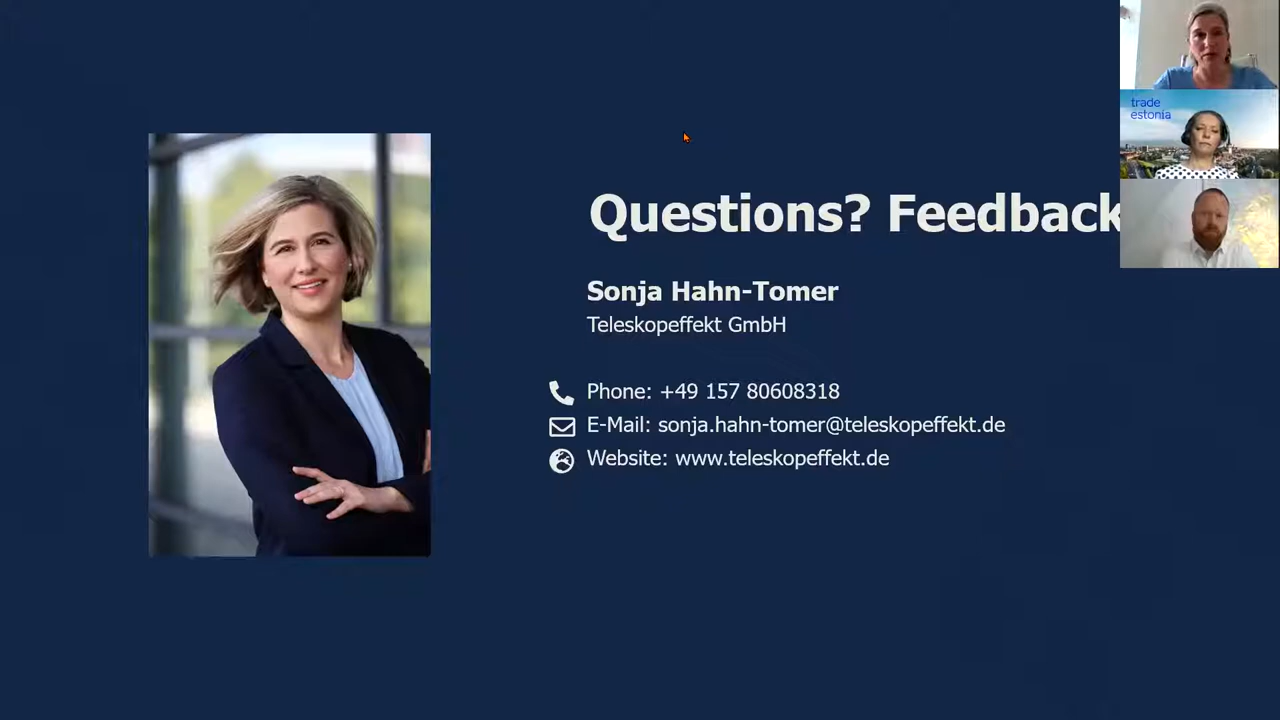 trade
estonia
Questions? Feedback
Sonja Hahn-Tomer
Teleskopeffekt GmbH
Phone: +49 157 80608318
E-Mail: sonja.hahn-tomer@teleskopeffekt.de
Website: www.teleskopeffekt.de